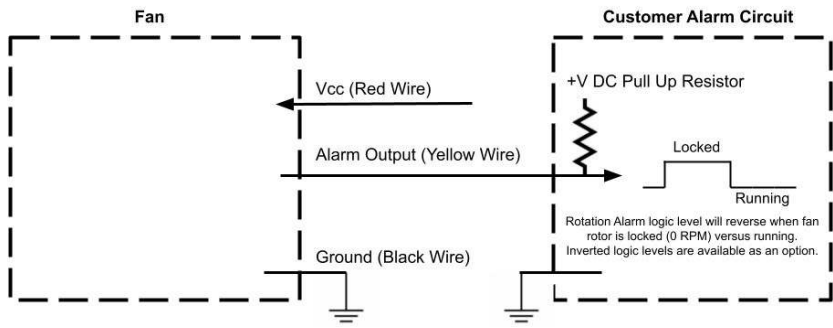 Fan
Customer Alarm Circuit
Vcc (Red Wire)
+V DC Pull Up Resistor
Alarm Output (Yellow Wire)
Locked
Running
Rotation Alarm logic level will reverse when fan
rotor is locked (0 RPM) versus running.
Inverted logic levels are available as an option.
Ground (Black Wire)